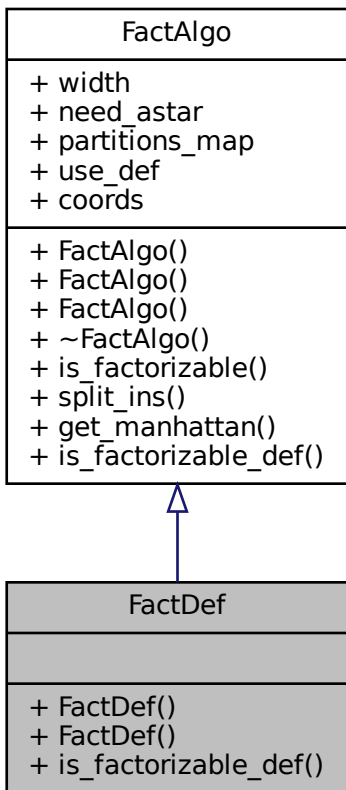 FactAlgo
+ width
+ need_astar
+ partitions_map
+ use_def
+ coords
+ FactAlgo()
+ FactAlgo()
+ FactAlgo()
+ ~FactAlgo()
+ is_factorizable()
+ split_ins()
+ get_manhattan()
+ is_factorizable_def()
FactDef
+ FactDef()
+ FactDef()
+ is_factorizable_def()